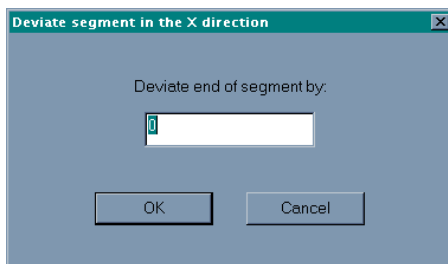 Deviate segment in the X direction
Deviate end of segment by:
0
OK
Cancel